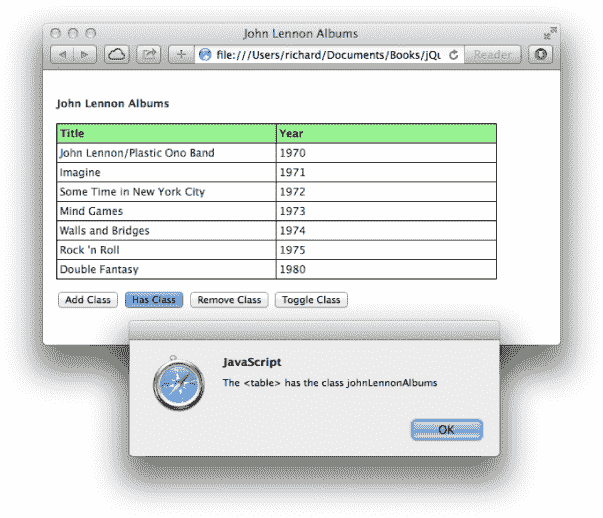 John Lennon Albums
file:///Users/richard/Documents/Books/jQu
Reader
John Lennon Albums
Title Year
John Lennon/Plastic Ono Band 1970
Imagine 1971
Some Time in New York City 1972
Mind Games 1973
Walls and Bridges 1974
Rock 'n Roll 1975
Double Fantasy 1980
Add Class Has Class Remove Class Toggle Class
JavaScript
The <table> has the class johnLennonAlbums
OK